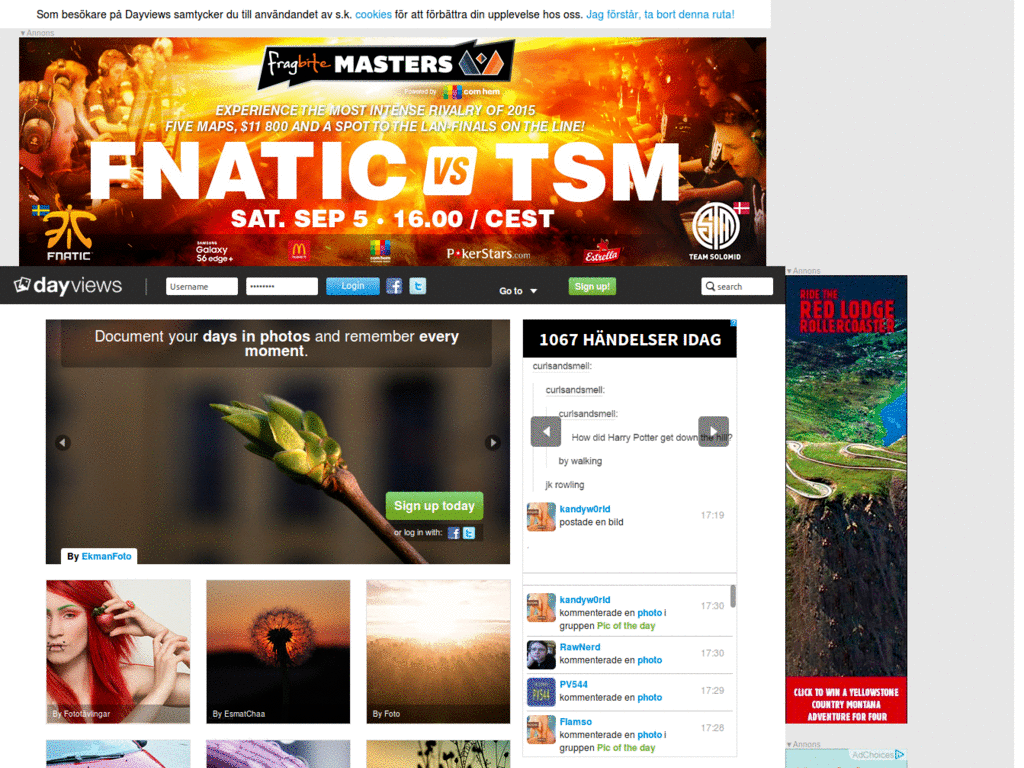 Som besökare på Dayviews samtycker du till användandet av s.k. cookies för att förbättra din upplevelse hos oss. Jag förstår, ta bort denna ruta!
▼Annons
fragbite MASTERS
Powered by com hem
EXPERIENCE THE MOST INTENSE RIVALRY OF 2015
FIVE MAPS, $11 800 AND A SPOT TO THE LAN-FINALS ON THE LINE!
FNATIC VS TSM
SAT. SEP 5 • 16.00 / CEST
FNATIC
SAMSUNG
Galaxy
S6 edge+
PokerStars.com
Estrella
TSM
TEAM SOLOMID
dayviews
Username
••••••••
Login
Go to ▼
Sign up!
search
▼Annons
RIDE THE
RED LODGE
ROLLERCOASTER
CLICK TO WIN A YELLOWSTONE
COUNTRY MONTANA
ADVENTURE FOR FOUR
▼Annons
AdChoices
Document your days in photos and remember every
moment.
Sign up today
or log in with:
By EkmanFoto
By Fototävlingar
By EsmatChaa
By Foto
1067 HÄNDELSER IDAG
curlsandsmell:
curlsandsmell:
curlsandsmell:
How did Harry Potter get down the hill?
by walking
jk rowling
kandyw0rld
17:19
postade en bild
.
kandyw0rld
17:30
kommenterade en photo i
gruppen Pic of the day
RawNerd
17:30
kommenterade en photo
PV544
PV544
17:29
kommenterade en photo
Flamso
17:28
kommenterade en photo i
gruppen Pic of the day